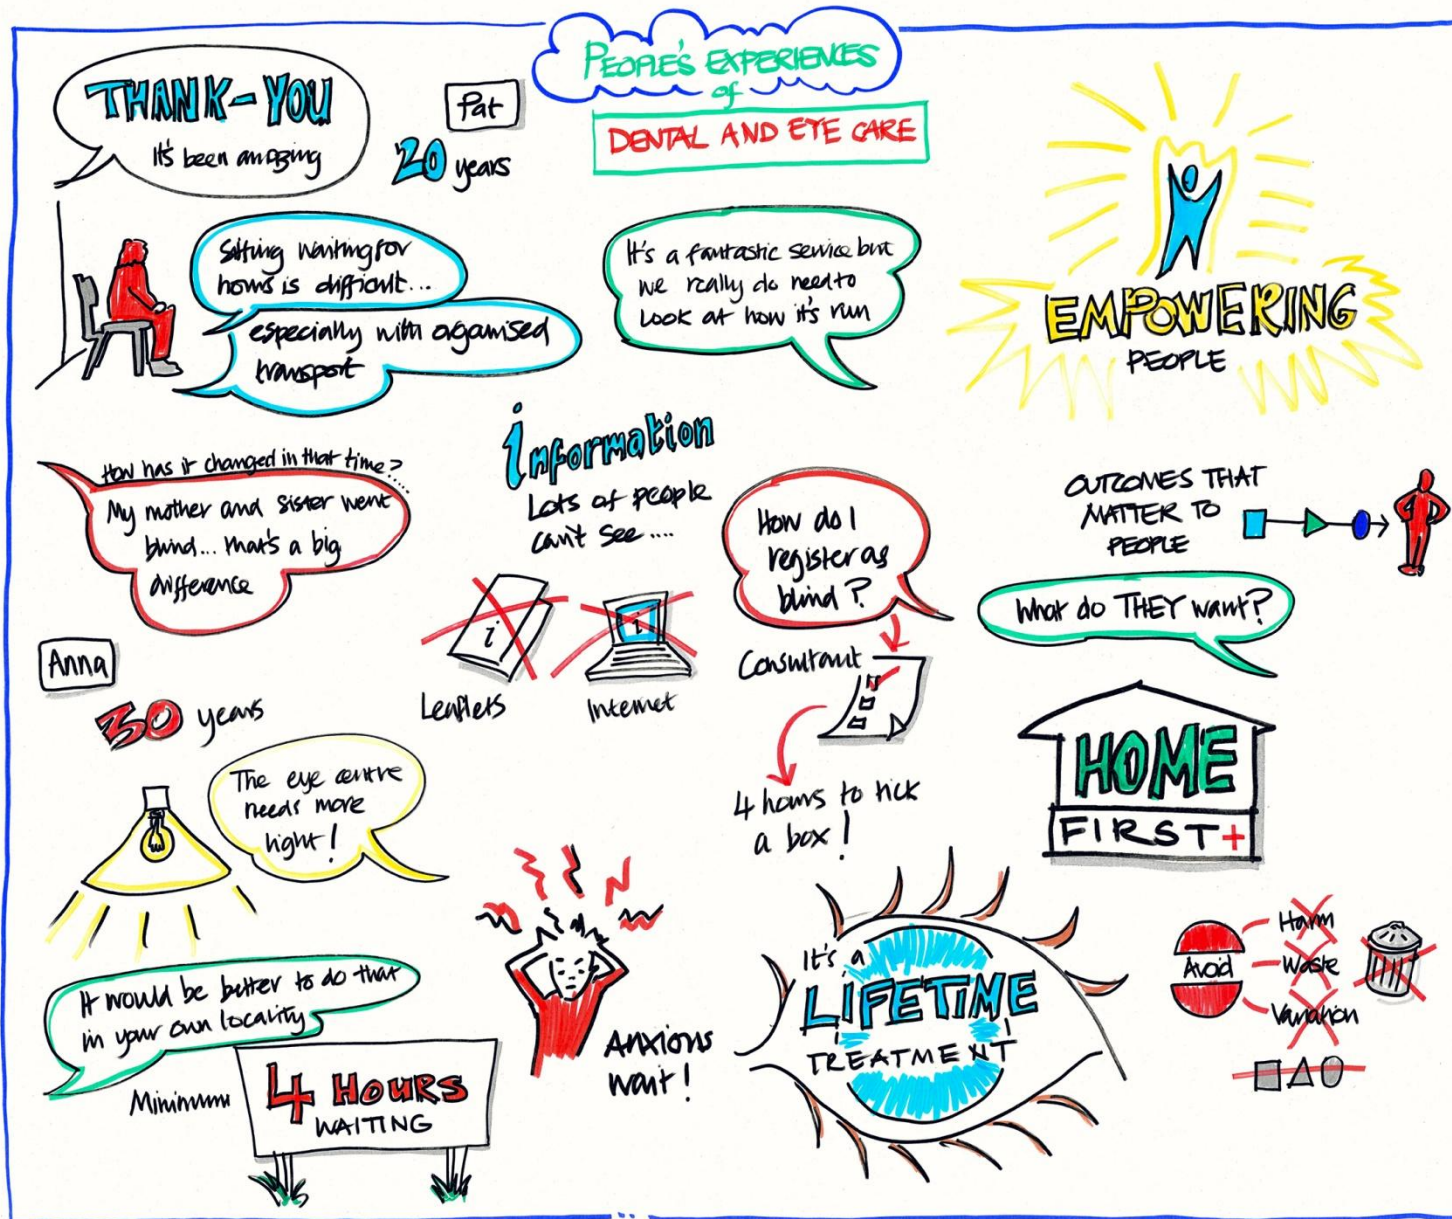 PEOPLE'S EXPERIENCES
of
DENTAL AND EYE CARE
THANK-YOU
It's been amazing
Pat
20 years
Sitting waiting for
hours is difficult...
especially with organised
transport
It's a fantastic service but
we really do need to
Look at how it's run
EMPOWERING
PEOPLE
How has it changed in that time?
My mother and sister went
blind... that's a big
difference
Information
Lots of people
can't see....
i
Leaflets
i
Internet
How do I
register as
blind?
Consultant
4 hours to tick
a box!
OUTCOMES THAT
MATTER TO
PEOPLE
What do THEY want?
HOME
FIRST+
Anna
30 years
The eye centre
needs more
light!
It would be better to do that
in your own locality
Minimum
4 HOURS
WAITING
Anxious
wait!
It's a
LIFETIME
TREATMENT!
Avoid
Harm
Waste
Variation